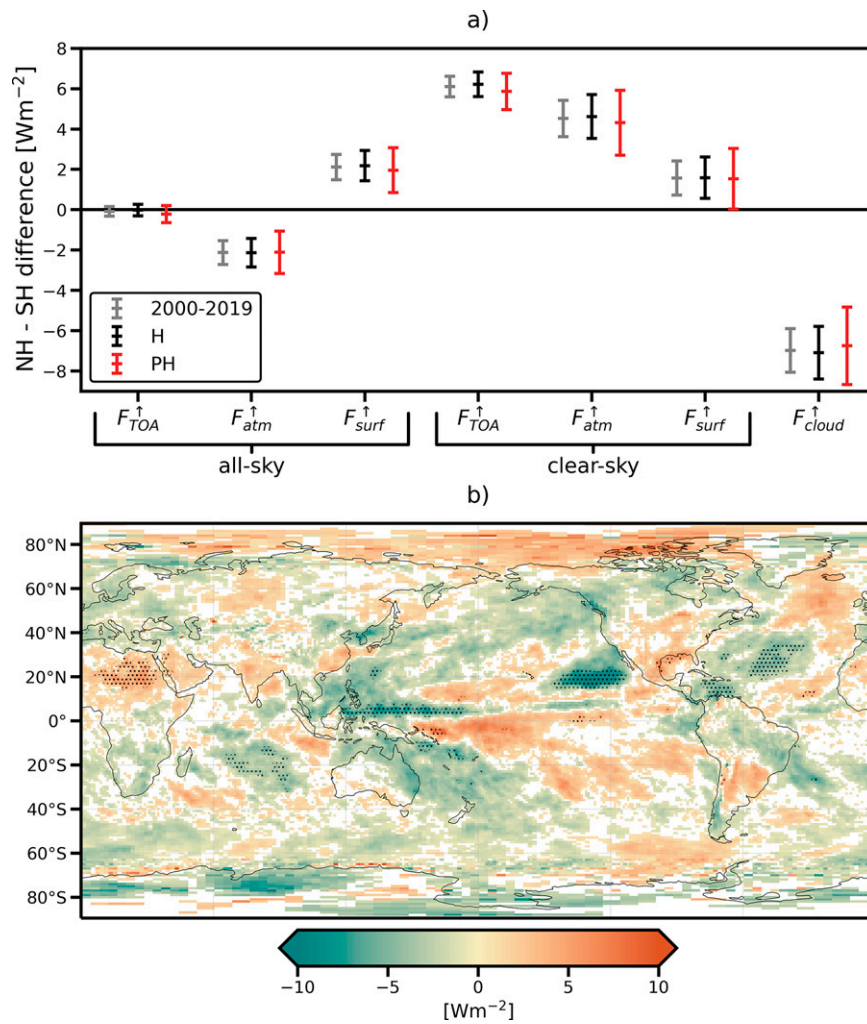 a)
NH - SH difference [Wm⁻²]
8
6
4
2
0
−2
−4
−6
−8
2000-2019
H
PH
F↑TOA F↑atm F↑surf F↑TOA F↑atm F↑surf F↑cloud
all-sky clear-sky
b)
80°N
60°N
40°N
20°N
0°
20°S
40°S
60°S
80°S
−10 −5 0 5 10
[Wm⁻²]